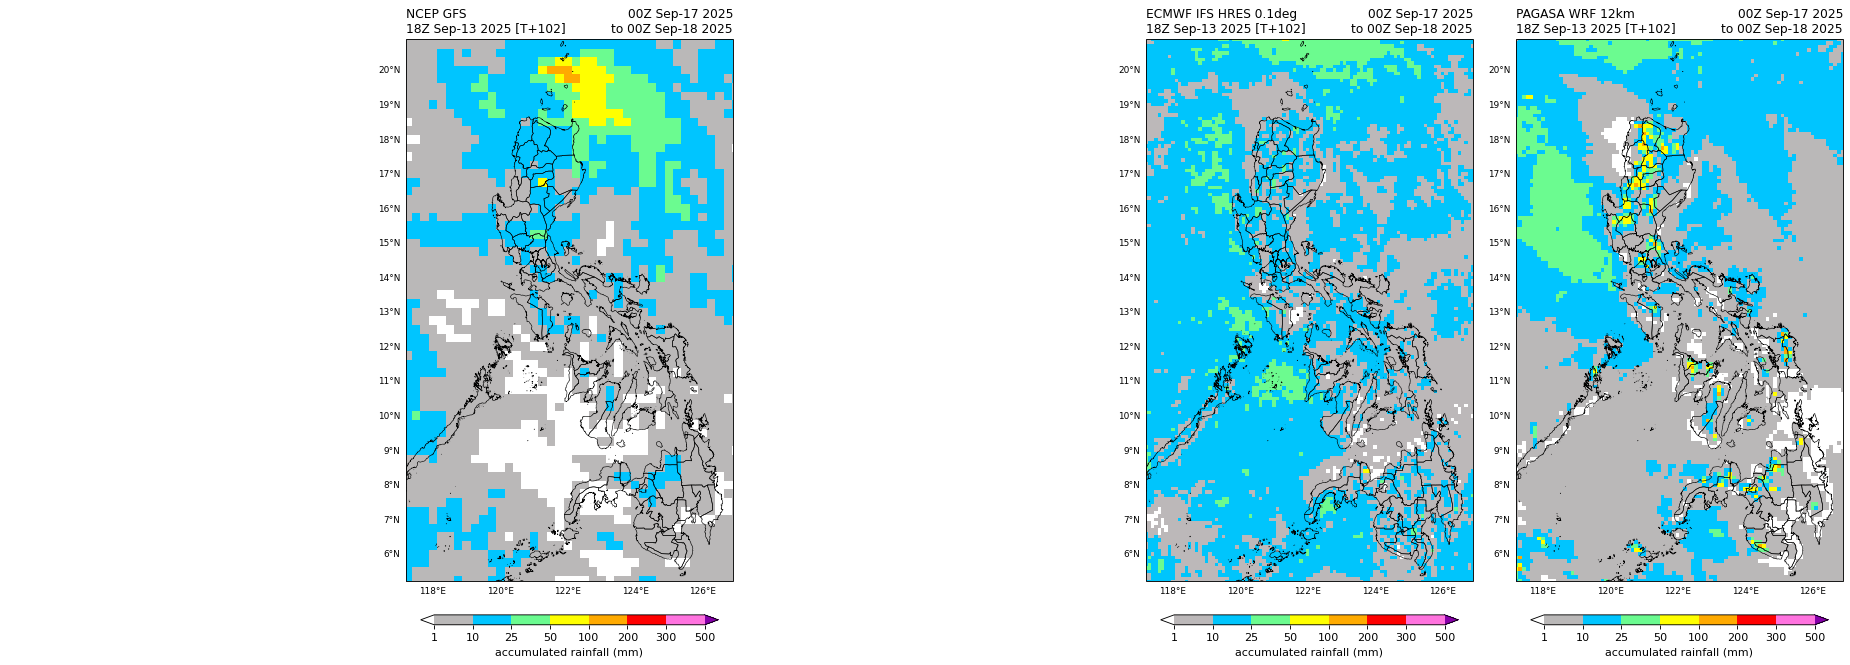 NCEP GFS 00Z Sep-17 2025
18Z Sep-13 2025 [T+102] to 00Z Sep-18 2025
20°N
19°N
18°N
17°N
16°N
15°N
14°N
13°N
12°N
11°N
10°N
9°N
8°N
7°N
6°N
118°E 120°E 122°E 124°E 126°E
1 10 25 50 100 200 300 500
accumulated rainfall (mm)
ECMWF IFS HRES 0.1deg 00Z Sep-17 2025
18Z Sep-13 2025 [T+102] to 00Z Sep-18 2025
20°N
19°N
18°N
17°N
16°N
15°N
14°N
13°N
12°N
11°N
10°N
9°N
8°N
7°N
6°N
118°E 120°E 122°E 124°E 126°E
1 10 25 50 100 200 300 500
accumulated rainfall (mm)
PAGASA WRF 12km 00Z Sep-17 2025
18Z Sep-13 2025 [T+102] to 00Z Sep-18 2025
20°N
19°N
18°N
17°N
16°N
15°N
14°N
13°N
12°N
11°N
10°N
9°N
8°N
7°N
6°N
118°E 120°E 122°E 124°E 126°E
1 10 25 50 100 200 300 500
accumulated rainfall (mm)